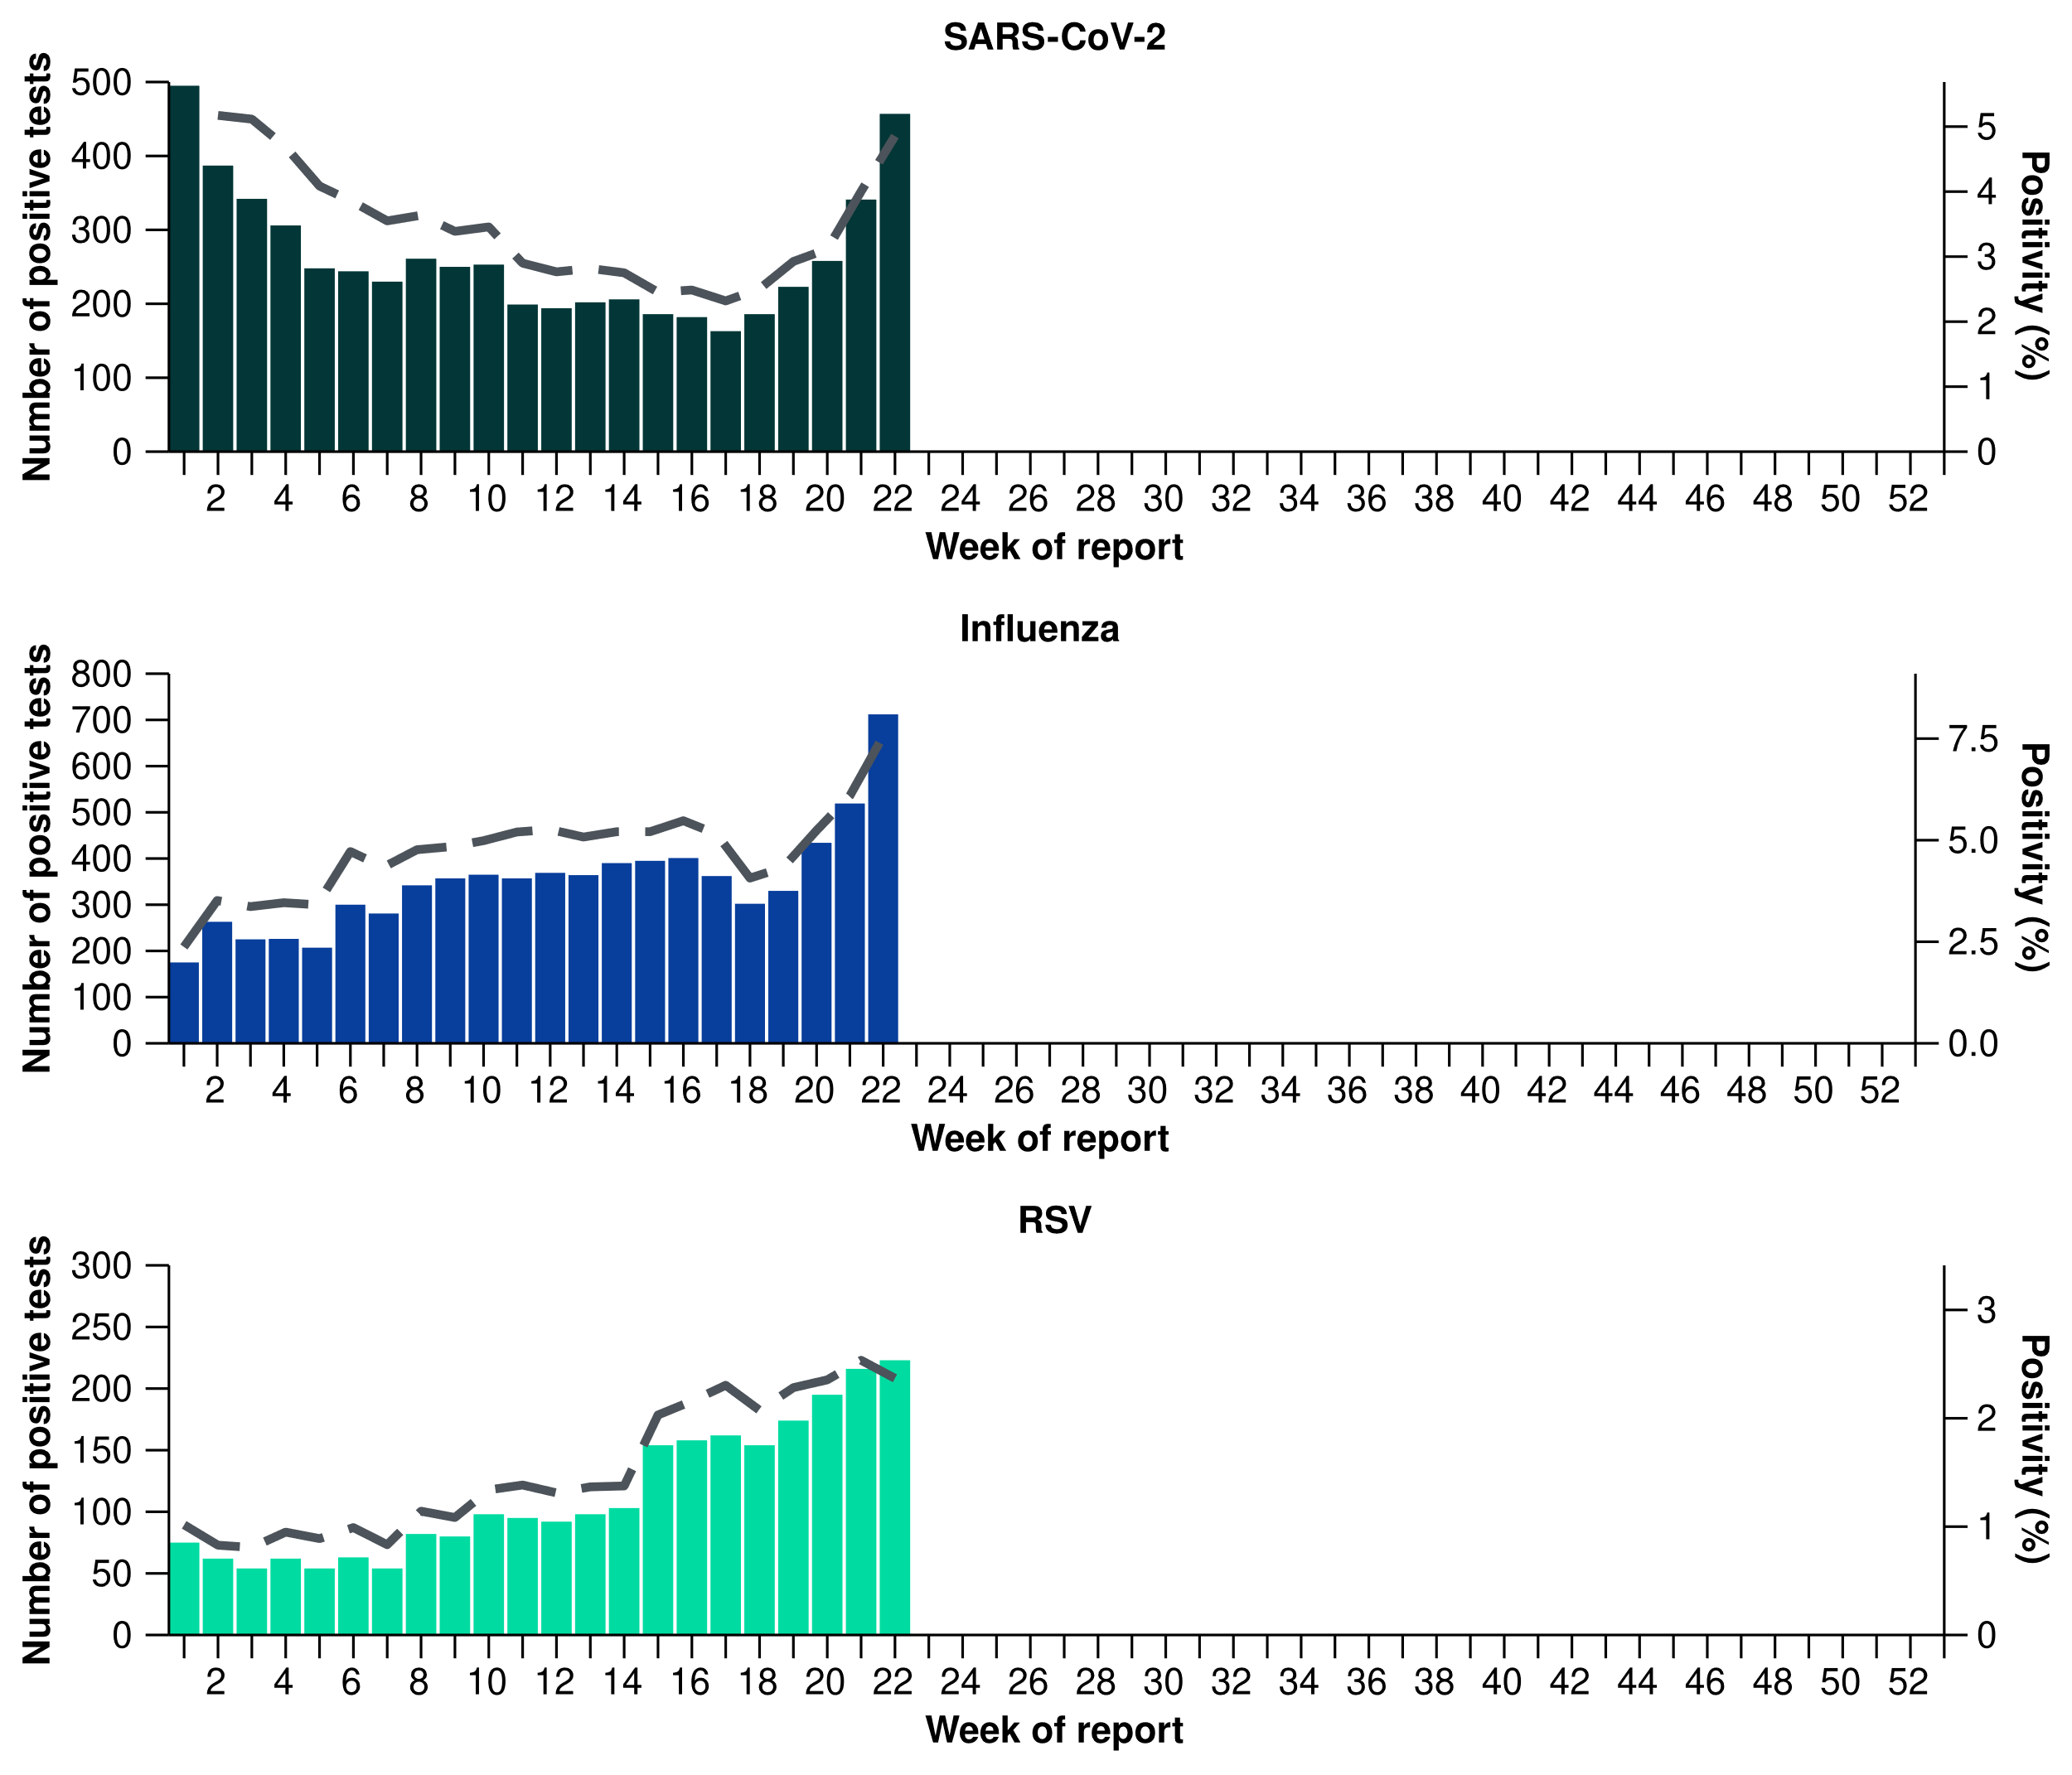 SARS-CoV-2
Number of positive tests
500
400
300
200
100
0
5
4
3
2
1
0
Positivity (%)
2 4 6 8 10 12 14 16 18 20 22 24 26 28 30 32 34 36 38 40 42 44 46 48 50 52
Week of report
Influenza
Number of positive tests
800
700
600
500
400
300
200
100
0
7.5
5.0
2.5
0.0
Positivity (%)
2 4 6 8 10 12 14 16 18 20 22 24 26 28 30 32 34 36 38 40 42 44 46 48 50 52
Week of report
RSV
Number of positive tests
300
250
200
150
100
50
0
3
2
1
0
Positivity (%)
2 4 6 8 10 12 14 16 18 20 22 24 26 28 30 32 34 36 38 40 42 44 46 48 50 52
Week of report